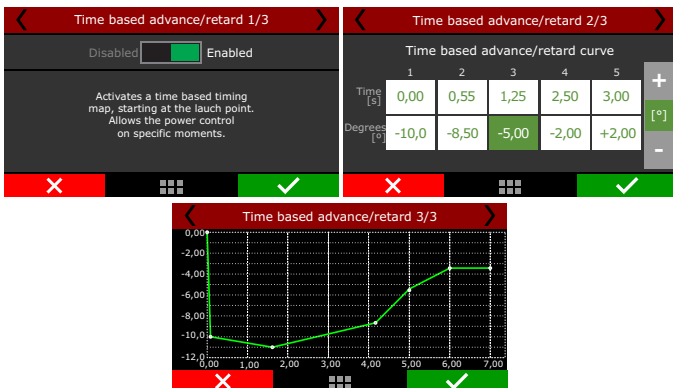 Time based advance/retard 1/3
Disabled Enabled
Activates a time based timing
map, starting at the lauch point.
Allows the power control
on specific moments.
Time based advance/retard 2/3
Time based advance/retard curve
1 2 3 4 5
Time
[s] 0,00 0,55 1,25 2,50 3,00
Degrees
[º] -10,0 -8,50 -5,00 -2,00 +2,00
+
[°]
-
Time based advance/retard 3/3
0,00
-2,00
-4,00
-6,00
-8,00
-10,0
-12,0
0,00 1,00 2,00 3,00 4,00 5,00 6,00 7,00